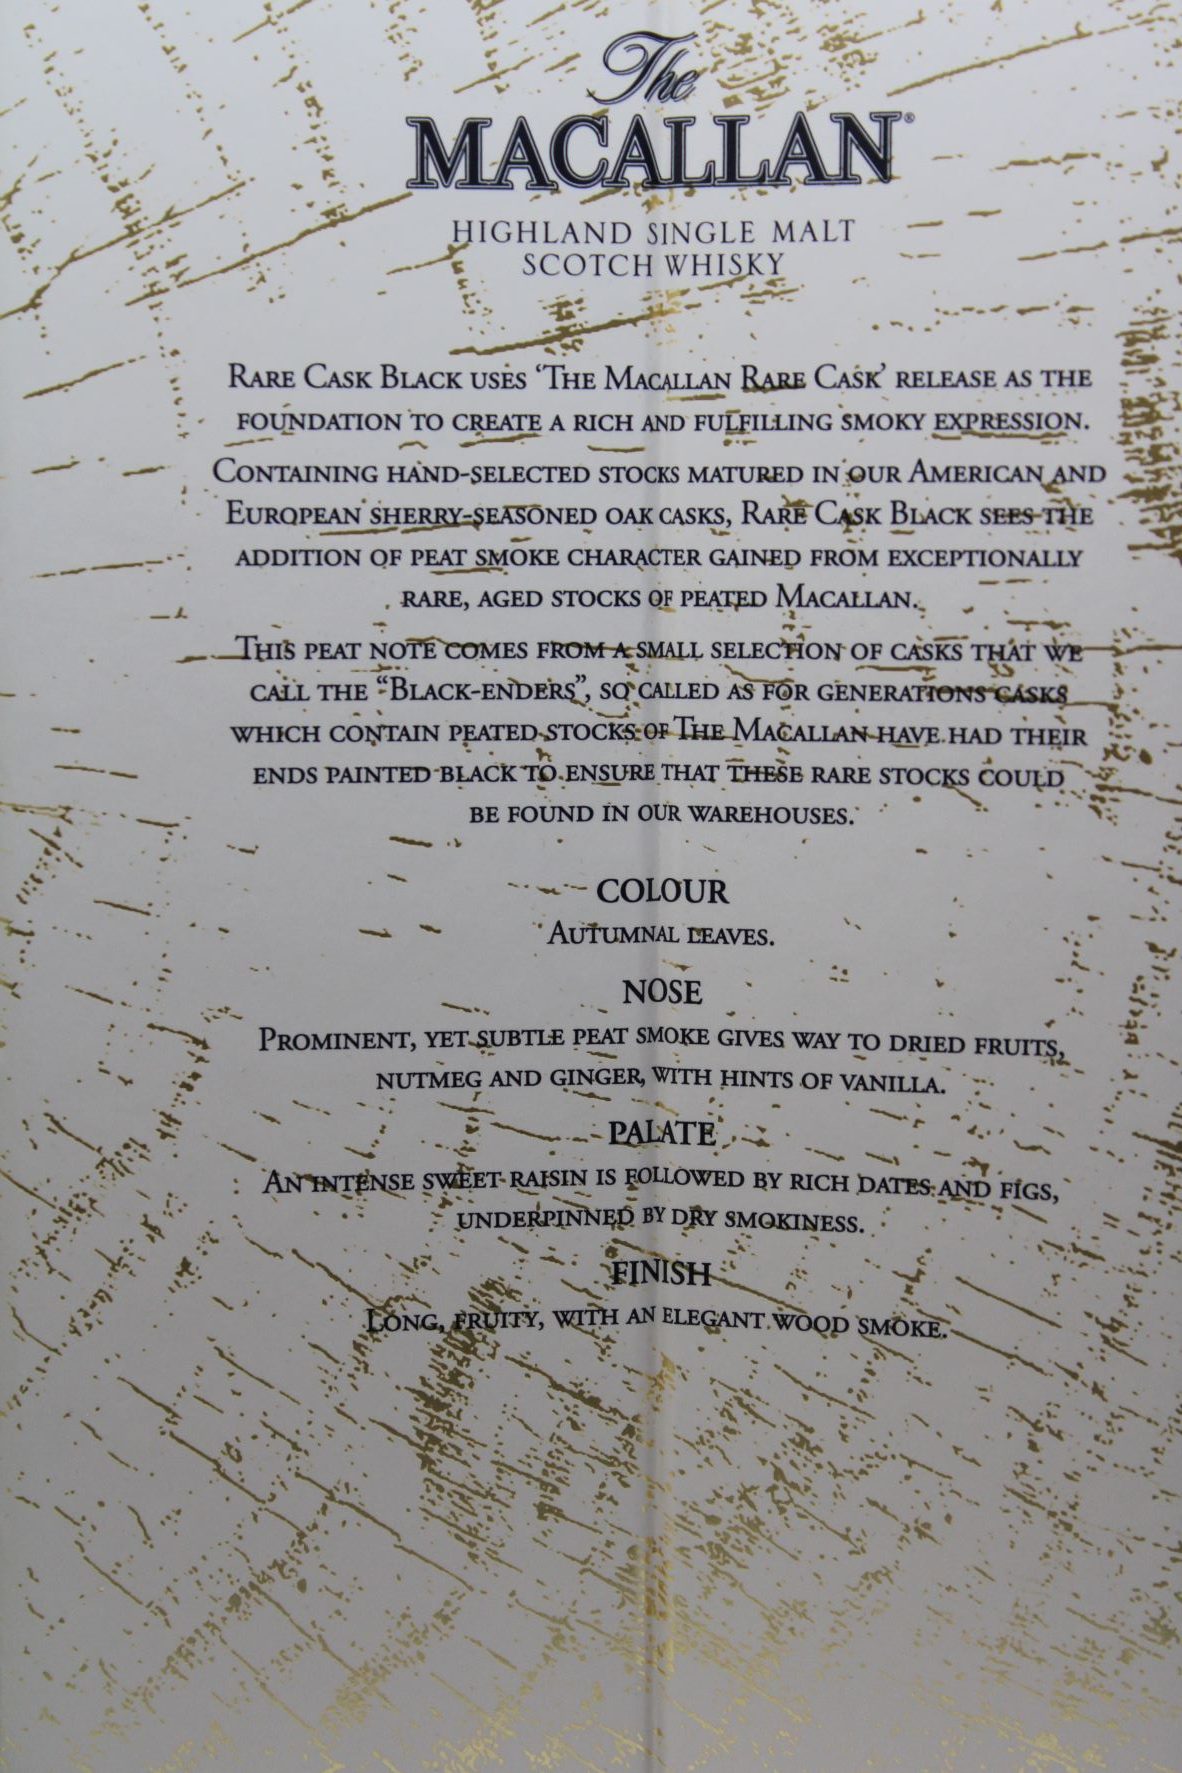 The
MACALLAN®
HIGHLAND SINGLE MALT
SCOTCH WHISKY
Rare Cask Black uses ‘The Macallan Rare Cask’ release as the
foundation to create a rich and fulfilling smoky expression.
Containing hand-selected stocks matured in our American and
European sherry-seasoned oak casks, Rare Cask Black sees the
addition of peat smoke character gained from exceptionally
rare, aged stocks of peated Macallan.
This peat note comes from a small selection of casks that we
call the “Black-enders”, so called as for generations casks
which contain peated stocks of The Macallan have had their
ends painted black to ensure that these rare stocks could
be found in our warehouses.
COLOUR
Autumnal leaves.
NOSE
Prominent, yet subtle peat smoke gives way to dried fruits,
nutmeg and ginger, with hints of vanilla.
PALATE
An intense sweet raisin is followed by rich dates and figs,
underpinned by dry smokiness.
FINISH
Long, fruity, with an elegant wood smoke.